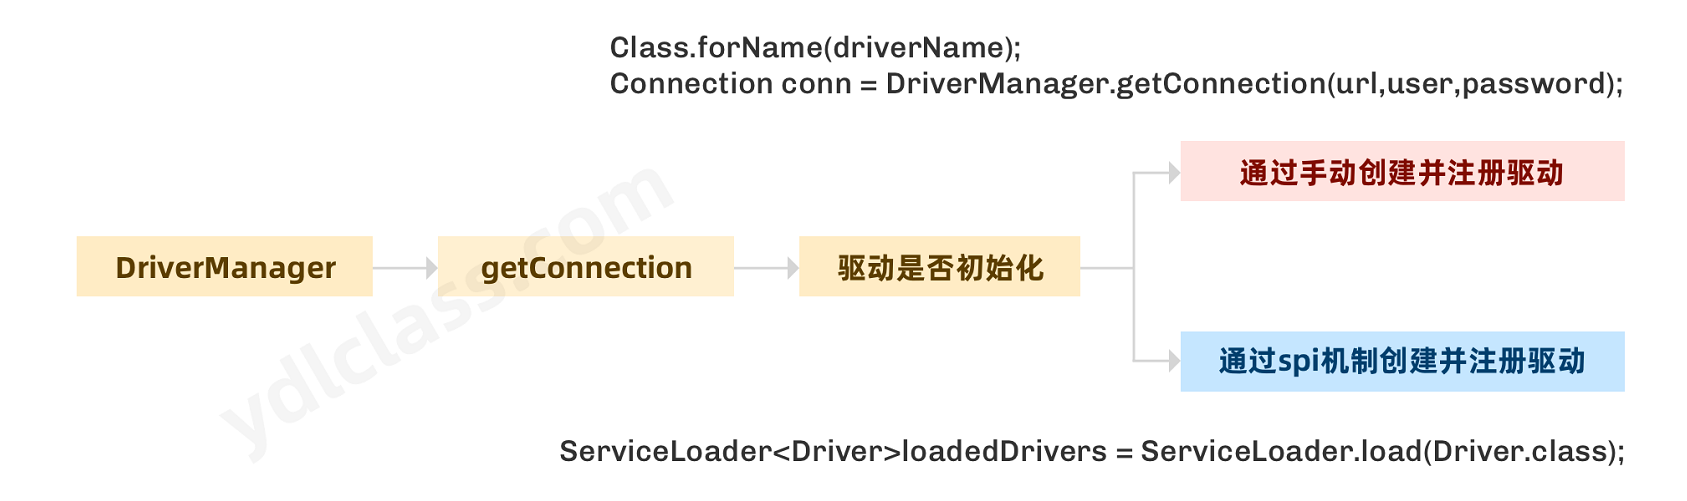 Class.forName(driverName);
Connection conn = DriverManager.getConnection(url,user,password);
通过手动创建并注册驱动
DriverManager
getConnection
驱动是否初始化
通过spi机制创建并注册驱动
ServiceLoader<Driver>loadedDrivers = ServiceLoader.load(Driver.class);
ydlclass.com